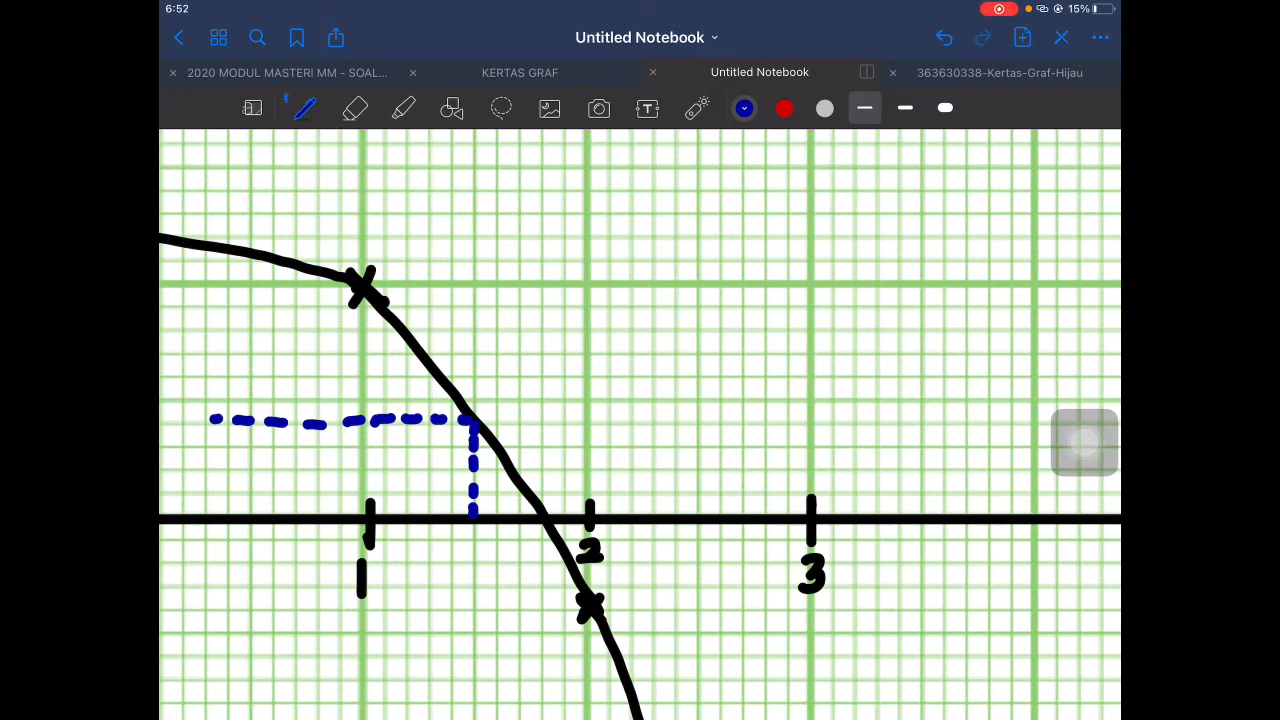 6:52
15%
Untitled Notebook
2020 MODUL MASTERI MM - SOAL...
KERTAS GRAF
Untitled Notebook
363630338-Kertas-Graf-Hijau
T
1
2
3